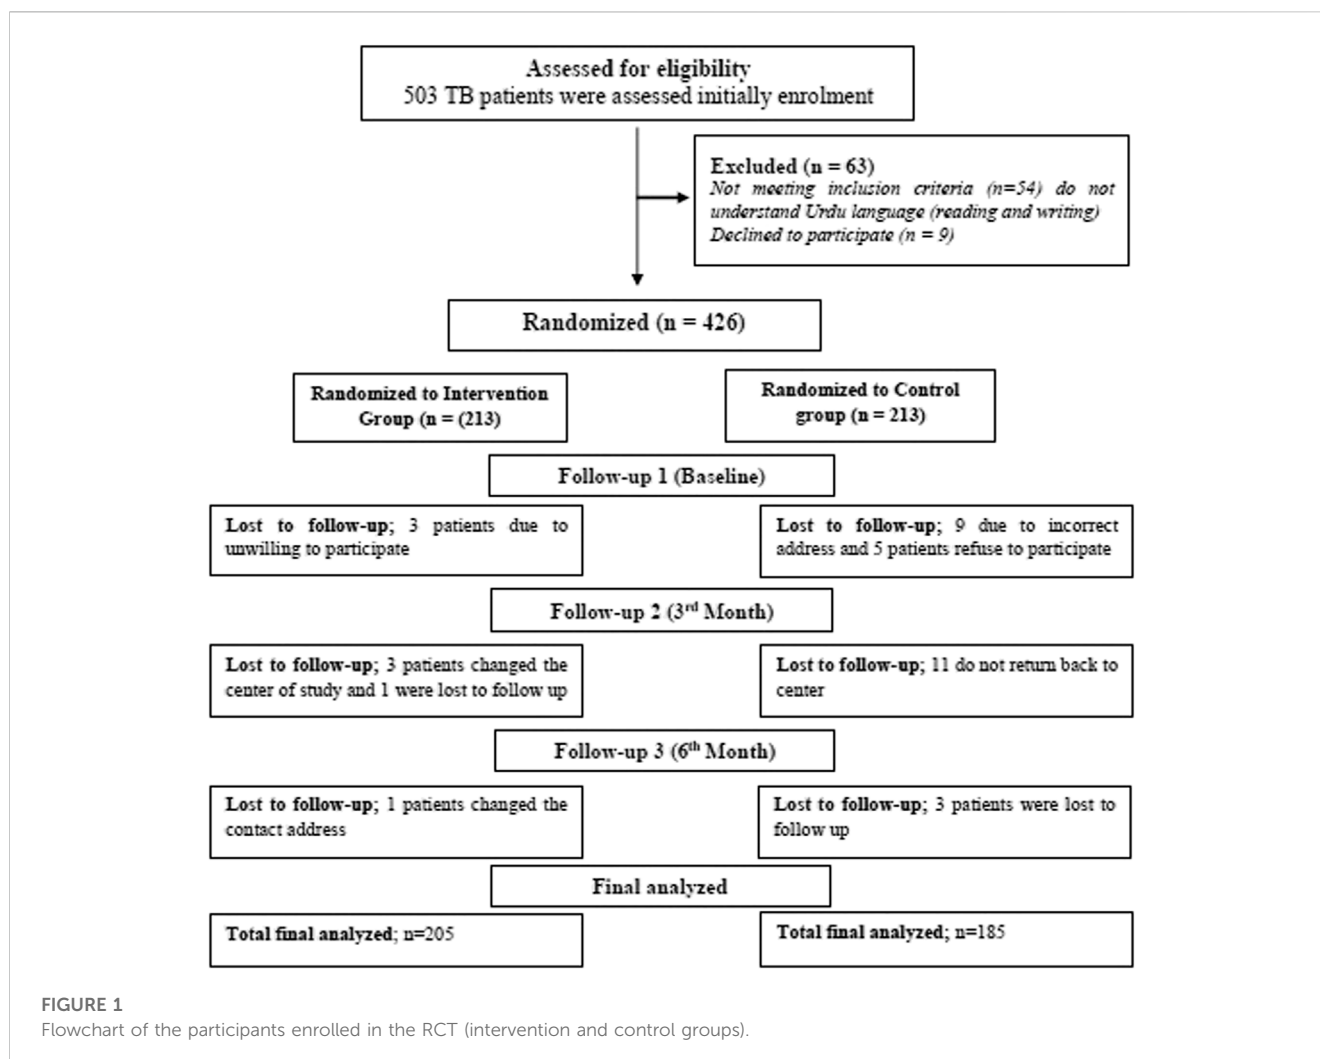 Assessed for eligibility
503 TB patients were assessed initially enrolment
Excluded (n = 63)
Not meeting inclusion criteria (n=54) do not
understand Urdu language (reading and writing)
Declined to participate (n = 9)
Randomized (n = 426)
Randomized to Intervention
Group (n = (213)
Randomized to Control
group (n = 213)
Follow-up 1 (Baseline)
Lost to follow-up; 3 patients due to
unwilling to participate
Lost to follow-up; 9 due to incorrect
address and 5 patients refuse to participate
Follow-up 2 (3rd Month)
Lost to follow-up; 3 patients changed the
center of study and 1 were lost to follow up
Lost to follow-up; 11 do not return back to
center
Follow-up 3 (6th Month)
Lost to follow-up; 1 patients changed the
contact address
Lost to follow-up; 3 patients were lost to
follow up
Final analyzed
Total final analyzed; n=205
Total final analyzed; n=185
FIGURE 1
Flowchart of the participants enrolled in the RCT (intervention and control groups).